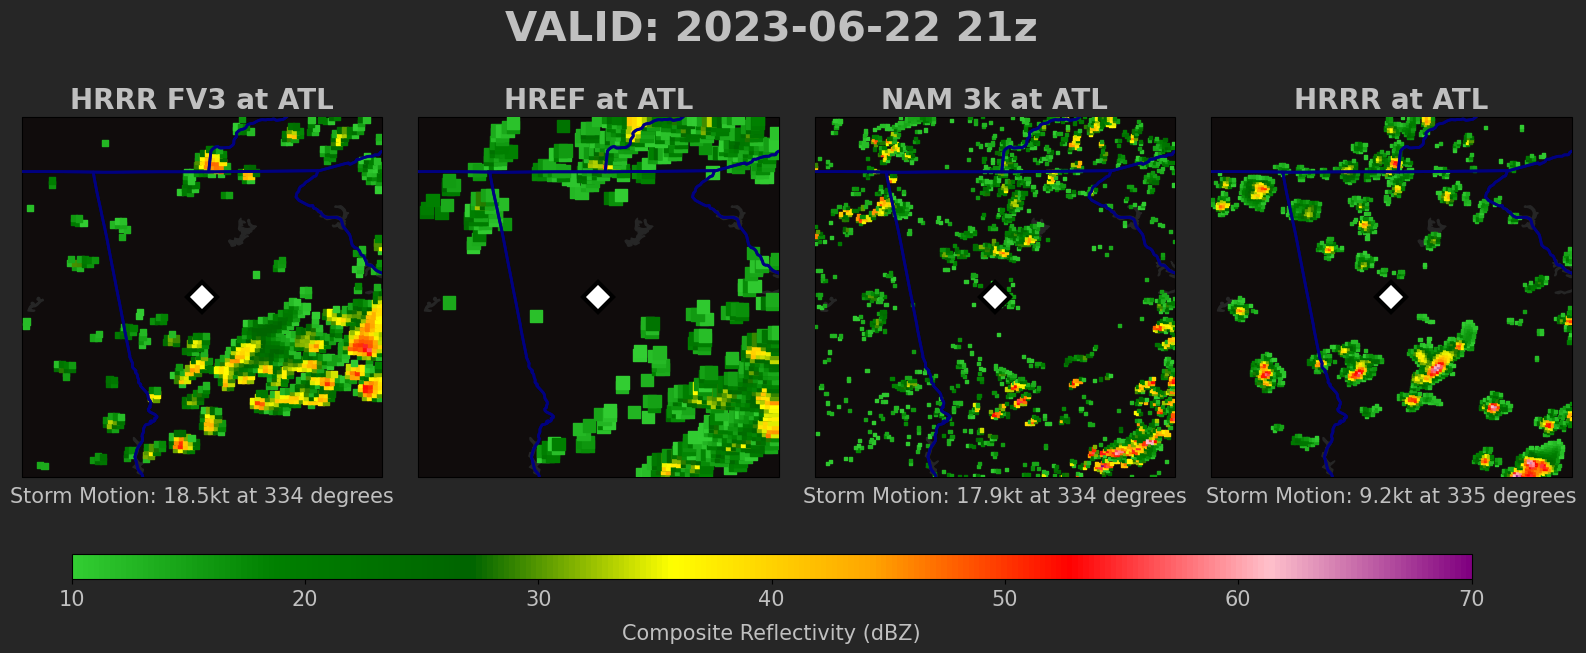 VALID: 2023-06-22 21z
HRRR FV3 at ATL
HREF at ATL
NAM 3k at ATL
HRRR at ATL
Storm Motion: 18.5kt at 334 degrees
Storm Motion: 17.9kt at 334 degrees
Storm Motion: 9.2kt at 335 degrees
10 20 30 40 50 60 70
Composite Reflectivity (dBZ)